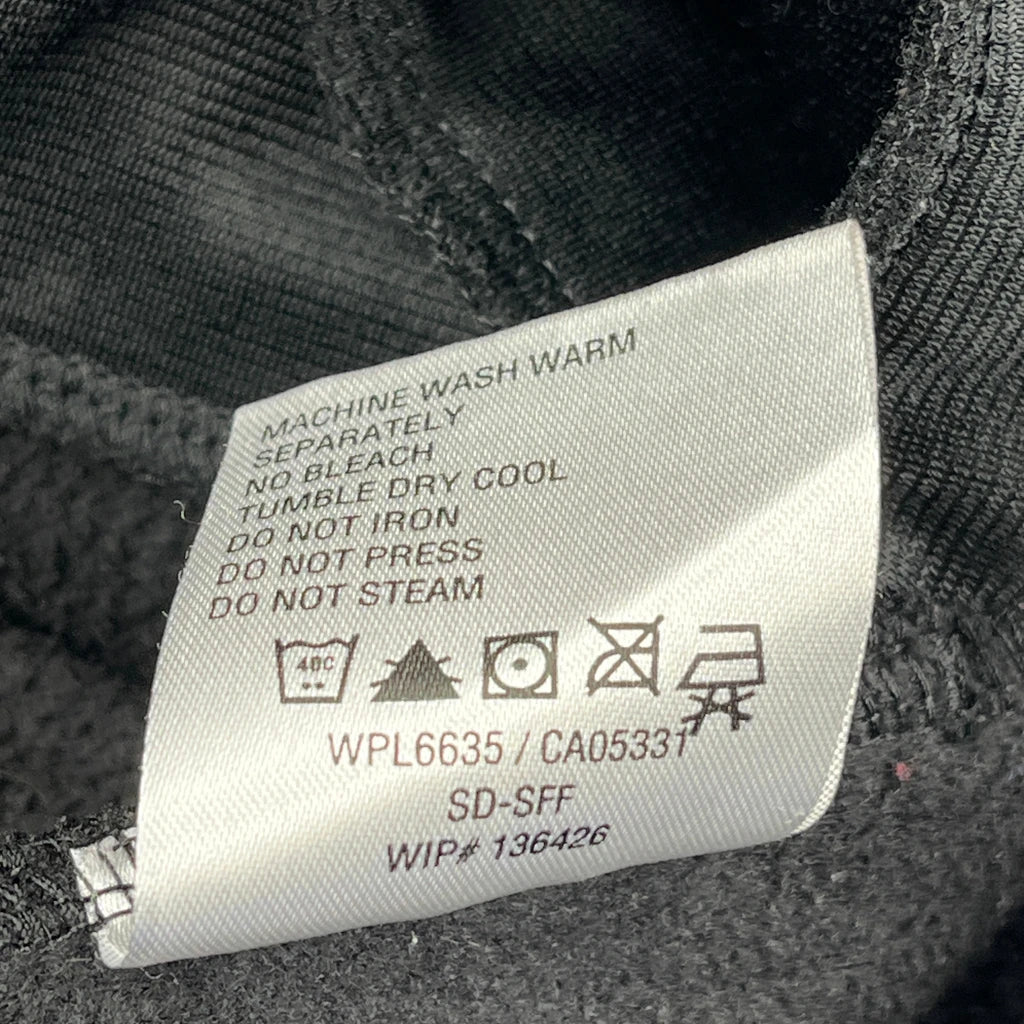 MACHINE WASH WARM
SEPARATELY
NO BLEACH
TUMBLE DRY COOL
DO NOT IRON
DO NOT PRESS
DO NOT STEAM
40C
WPL6635 / CA05331
SD-SFF
WIP# 136426